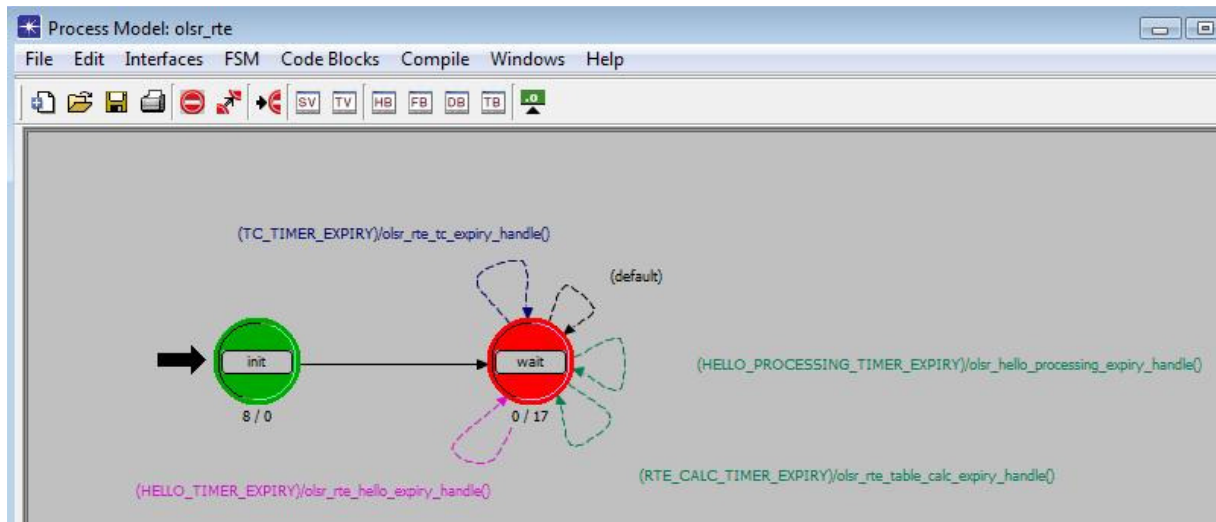 Process Model: olsr_rte
File Edit Interfaces FSM Code Blocks Compile Windows Help
SV TV HB FB DB TB .0
(TC_TIMER_EXPIRY)/olsr_rte_tc_expiry_handle()
(default)
init
wait
(HELLO_PROCESSING_TIMER_EXPIRY)/olsr_hello_processing_expiry_handle()
8 / 0
0 / 17
(RTE_CALC_TIMER_EXPIRY)/olsr_rte_table_calc_expiry_handle()
(HELLO_TIMER_EXPIRY)/olsr_rte_hello_expiry_handle()